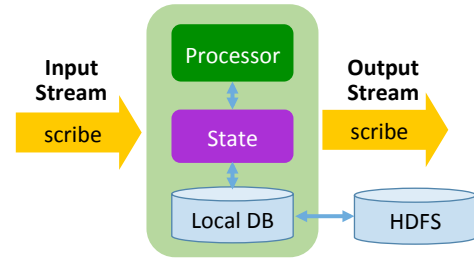 Input
Stream
scribe
Processor
State
Local DB
Output
Stream
scribe
HDFS